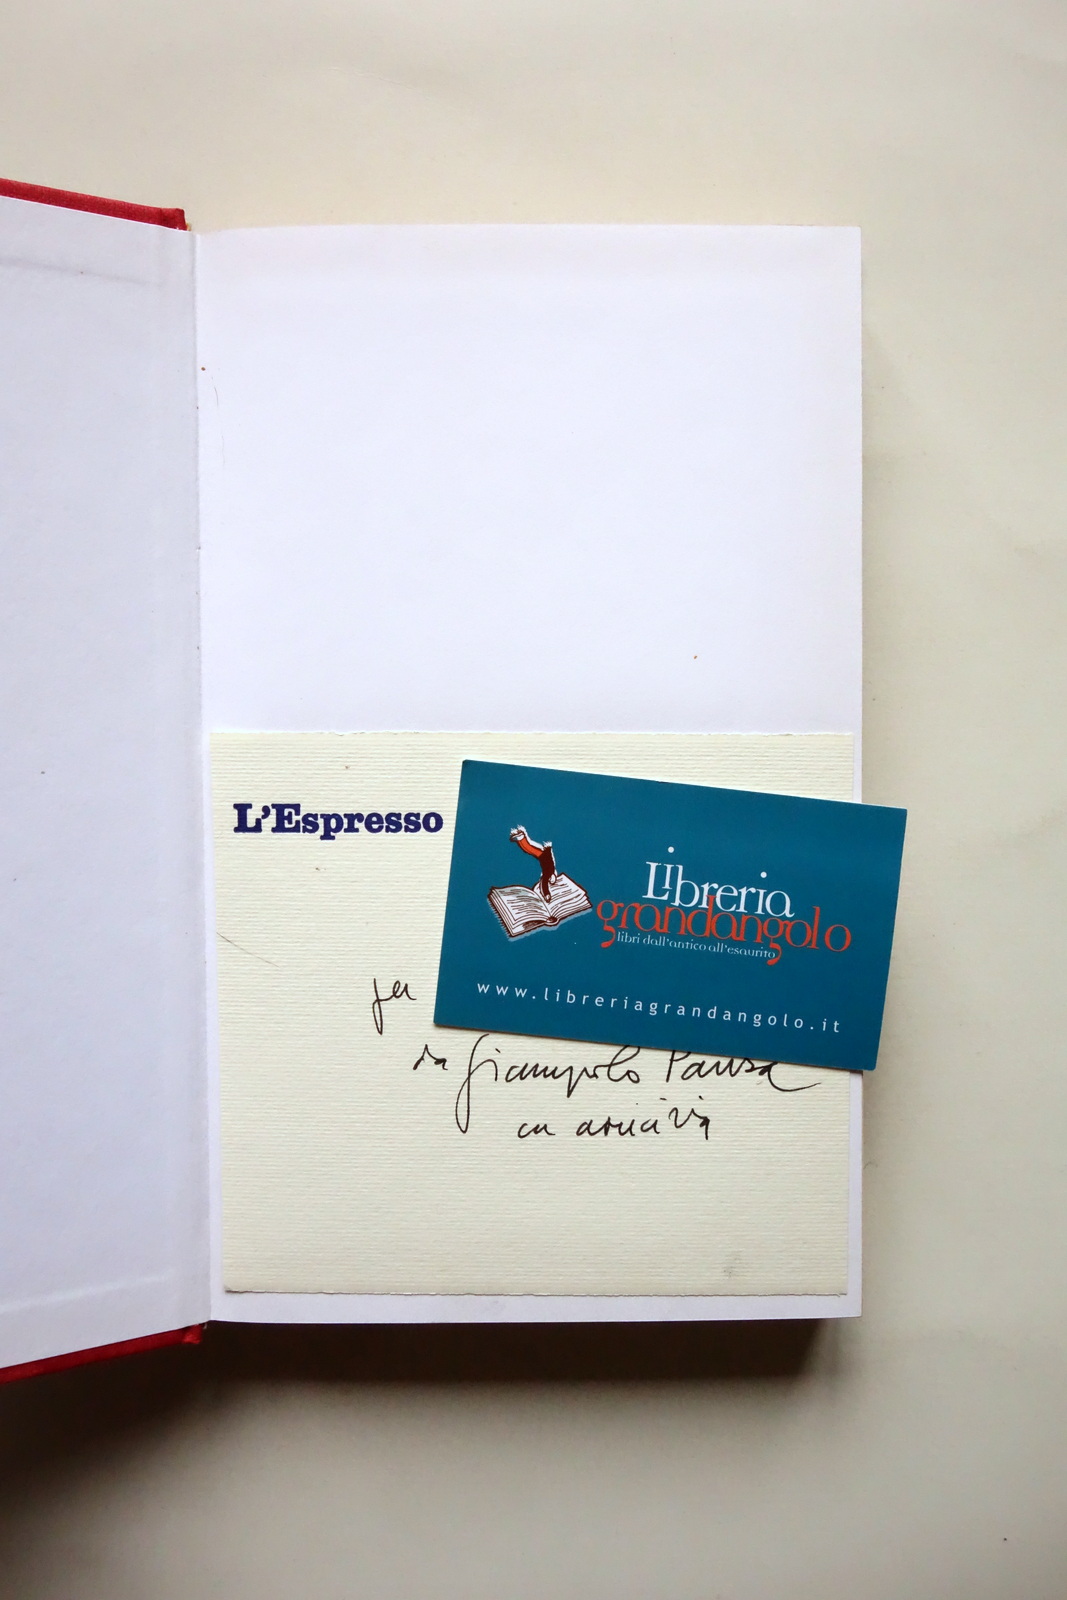 L'Espresso
Libreria
grandangolo
libri dall'antico all'esaurito
www.libreriagrandangolo.it
per
da Giampaolo Pansa
con amicizia